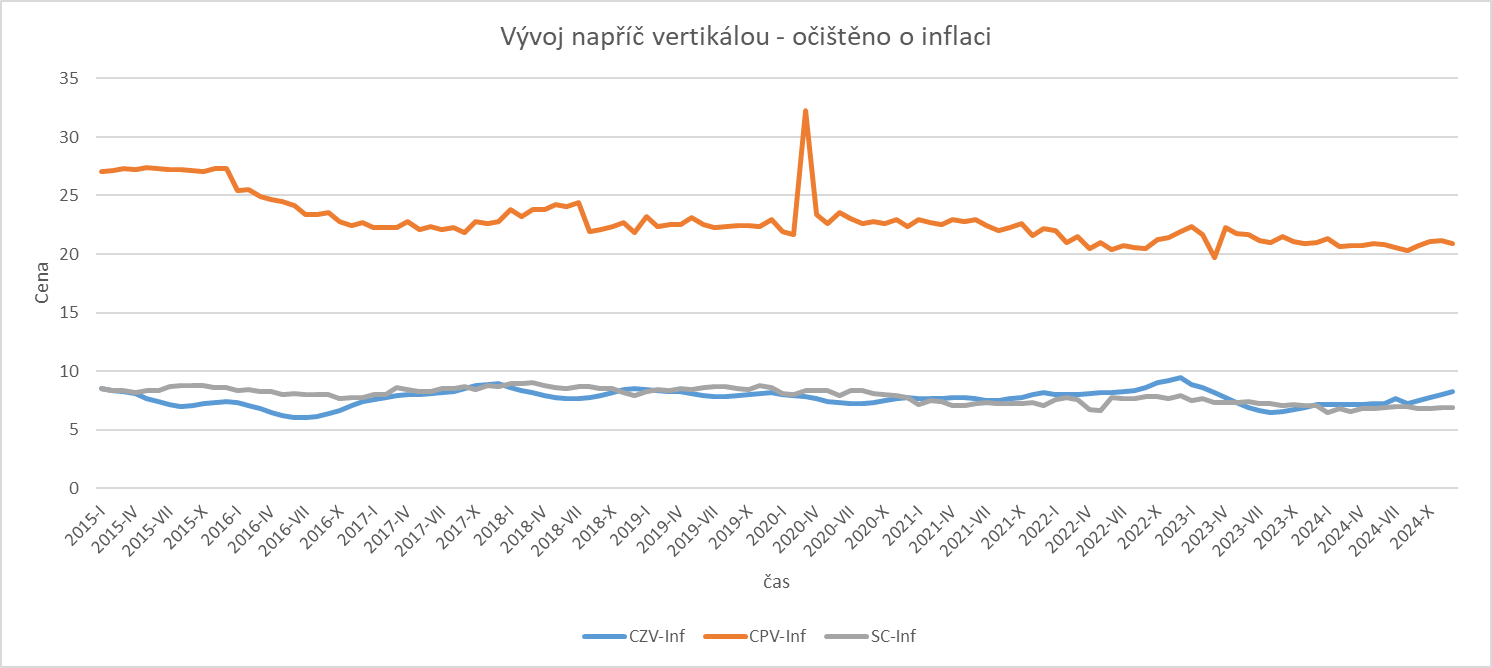 Vývoj napříč vertikálou - očištěno o inflaci
Cena
35
30
25
20
15
10
5
0
2015-I
2015-IV
2015-VII
2015-X
2016-I
2016-IV
2016-VII
2016-X
2017-I
2017-IV
2017-VII
2017-X
2018-I
2018-IV
2018-VII
2018-X
2019-I
2019-IV
2019-VII
2019-X
2020-I
2020-IV
2020-VII
2020-X
2021-I
2021-IV
2021-VII
2021-X
2022-I
2022-IV
2022-VII
2022-X
2023-I
2023-IV
2023-VII
2023-X
2024-I
2024-IV
2024-VII
2024-X
čas
CZV-Inf
CPV-Inf
SC-Inf